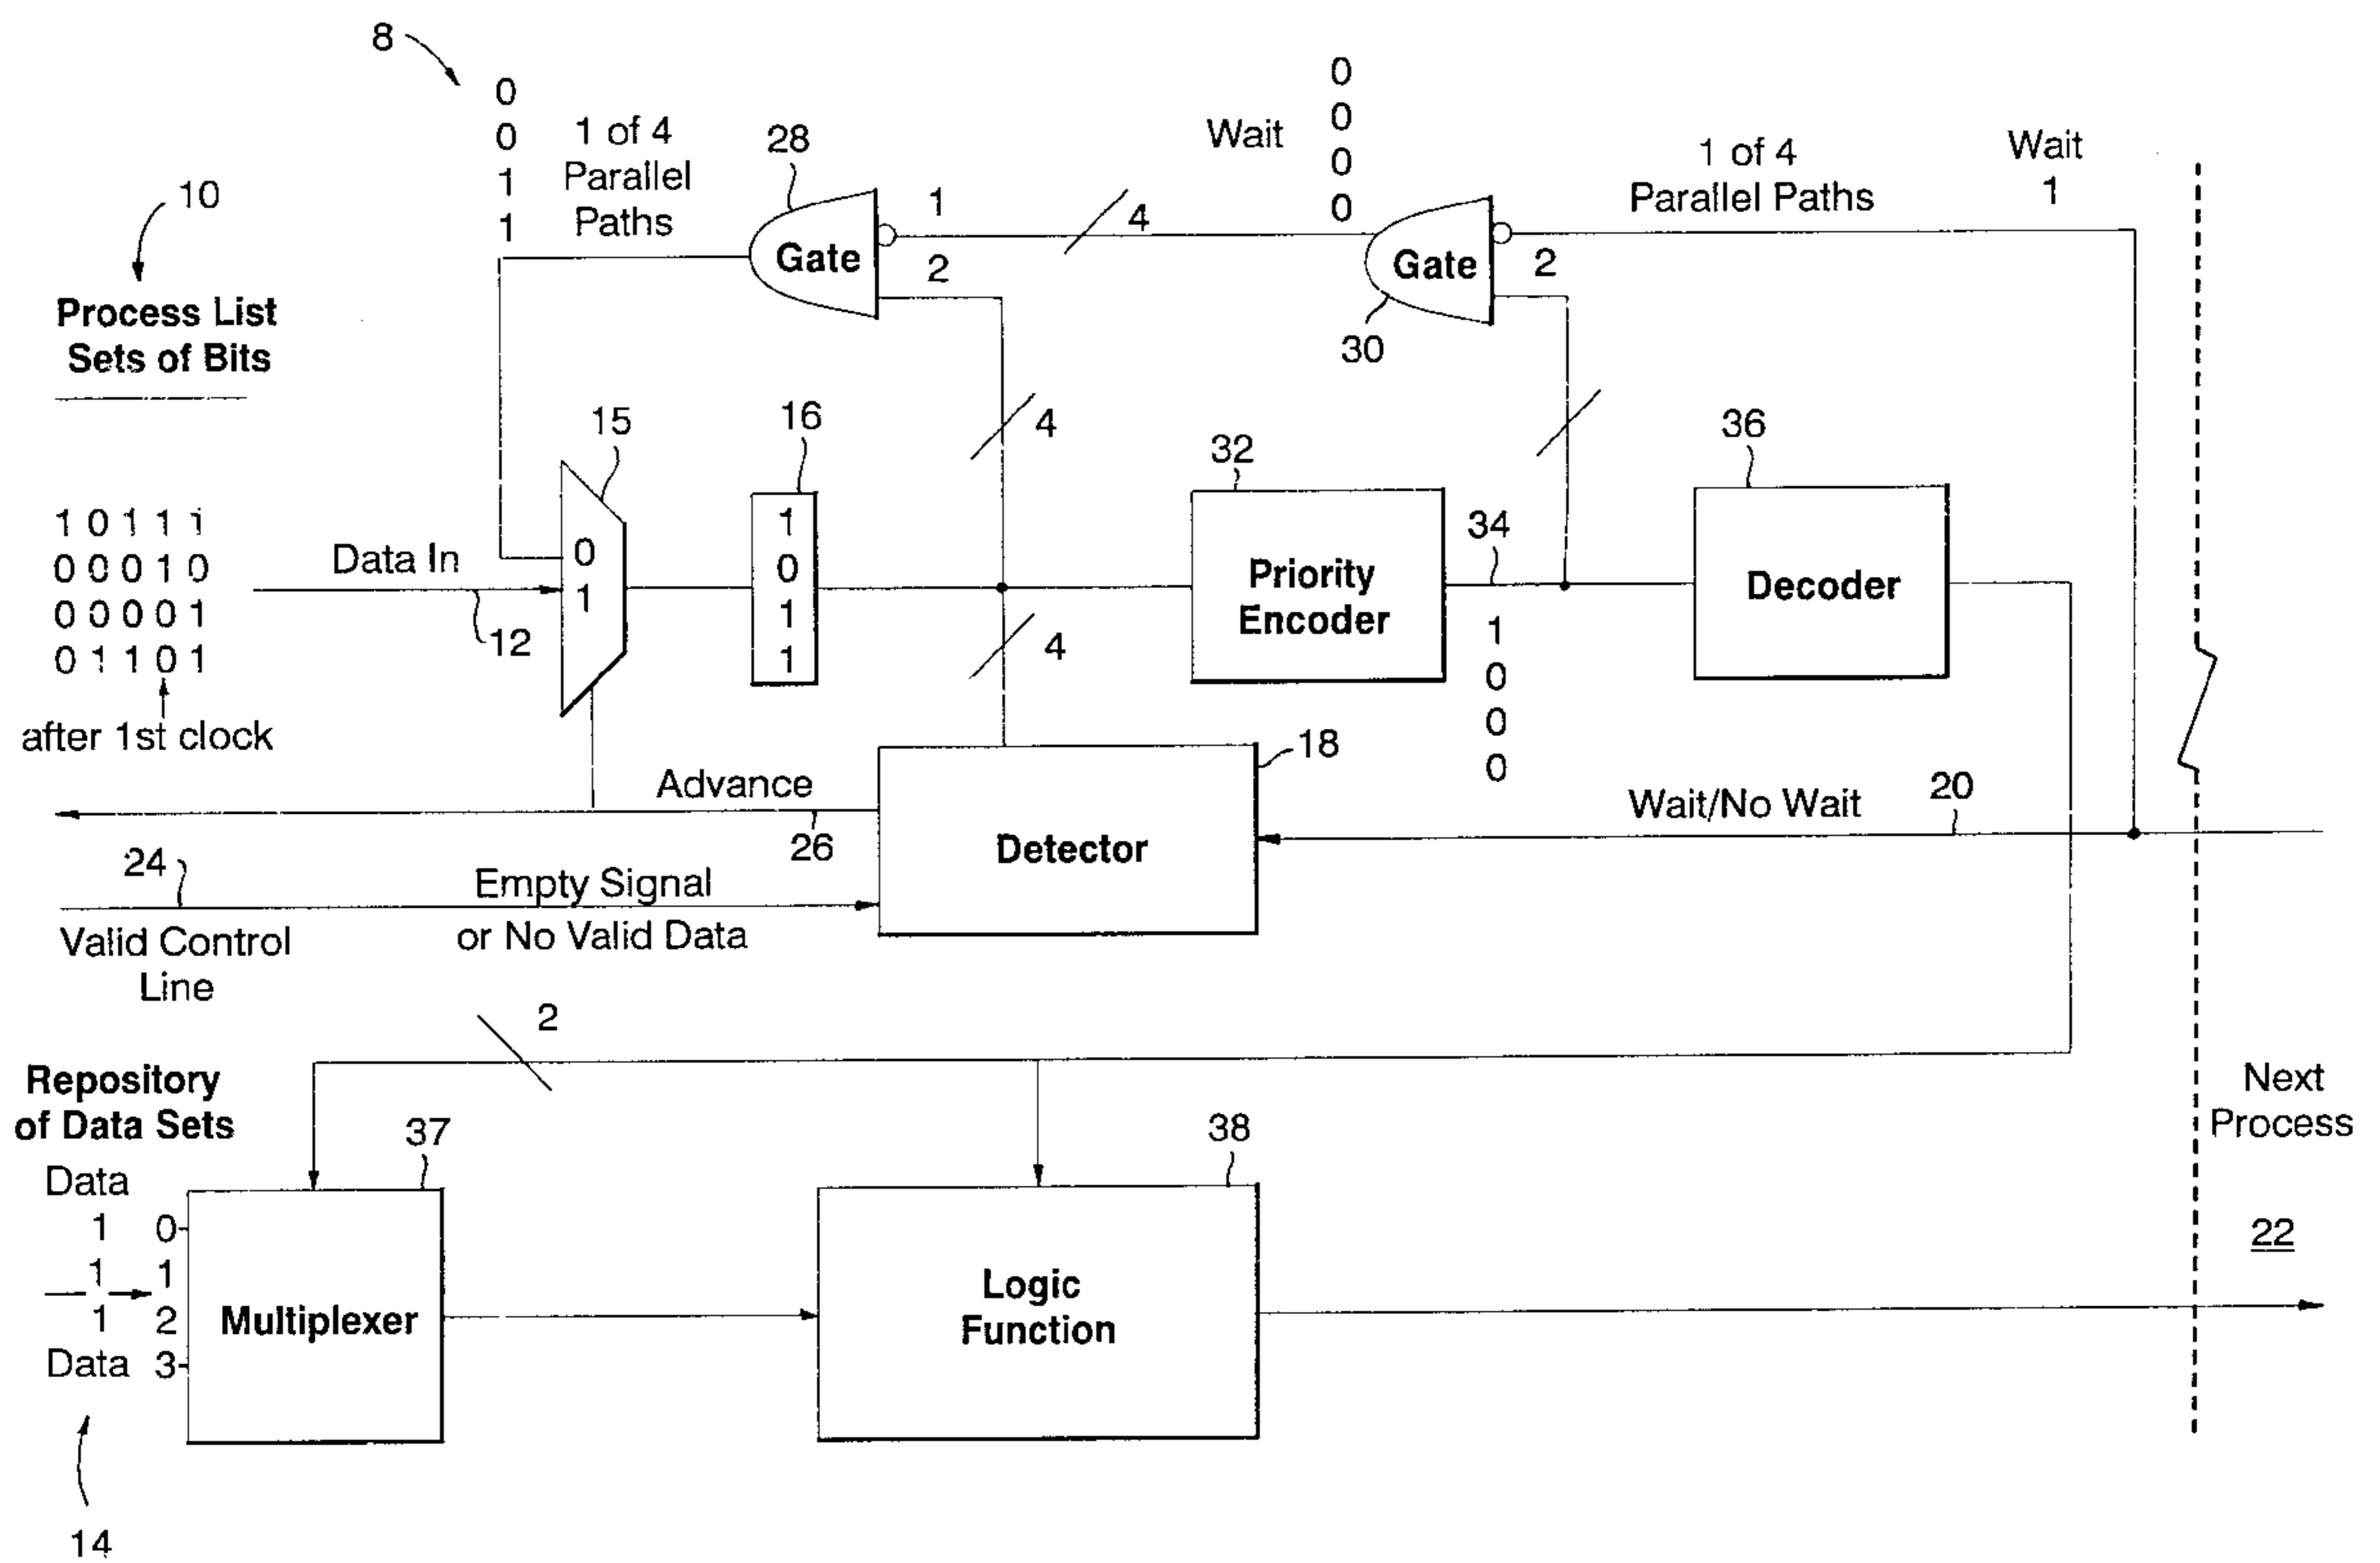 8
0
0
1
1
1 of 4
Parallel
Paths
28
Gate
1
2
4
Wait
0
0
0
0
Gate
30
2
1 of 4
Parallel Paths
Wait
1
10
Process List
Sets of Bits
1 0 1 1 1
0 0 0 1 0
0 0 0 0 1
0 1 1 0 1
after 1st clock
Data In
12
15
0
1
16
1
0
1
1
4
4
32
Priority
Encoder
34
1
0
0
0
36
Decoder
Advance
26
18
Detector
Wait/No Wait
20
24
Valid Control
Line
Empty Signal
or No Valid Data
2
Repository
of Data Sets
Data
1 0
1 1
1 2
Data 3
14
37
Multiplexer
38
Logic
Function
Next
Process
22